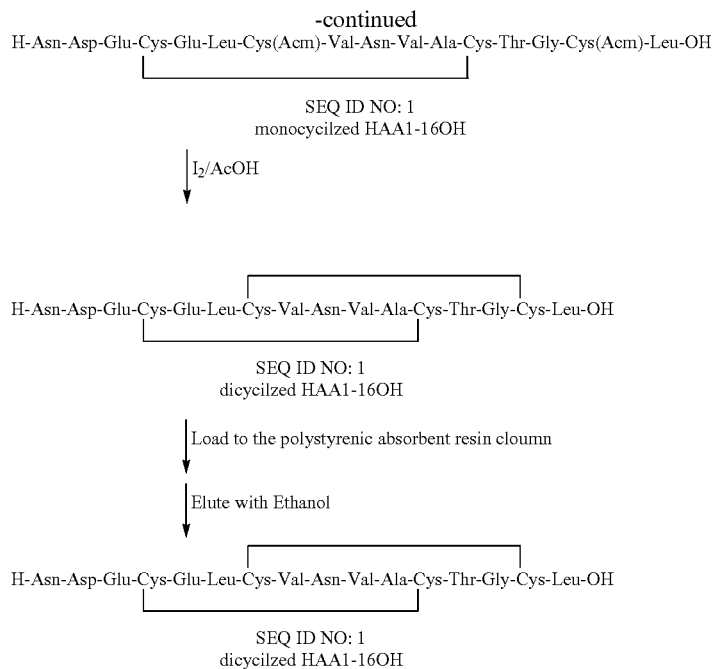 -continued
H-Asn-Asp-Glu-Cys-Glu-Leu-Cys(Acm)-Val-Asn-Val-Ala-Cys-Thr-Gly-Cys(Acm)-Leu-OH
SEQ ID NO: 1
monocycilzed HAA1-16OH
I₂/AcOH
H-Asn-Asp-Glu-Cys-Glu-Leu-Cys-Val-Asn-Val-Ala-Cys-Thr-Gly-Cys-Leu-OH
SEQ ID NO: 1
dicycilzed HAA1-16OH
Load to the polystyrenic absorbent resin cloumn
Elute with Ethanol
H-Asn-Asp-Glu-Cys-Glu-Leu-Cys-Val-Asn-Val-Ala-Cys-Thr-Gly-Cys-Leu-OH
SEQ ID NO: 1
dicycilzed HAA1-16OH